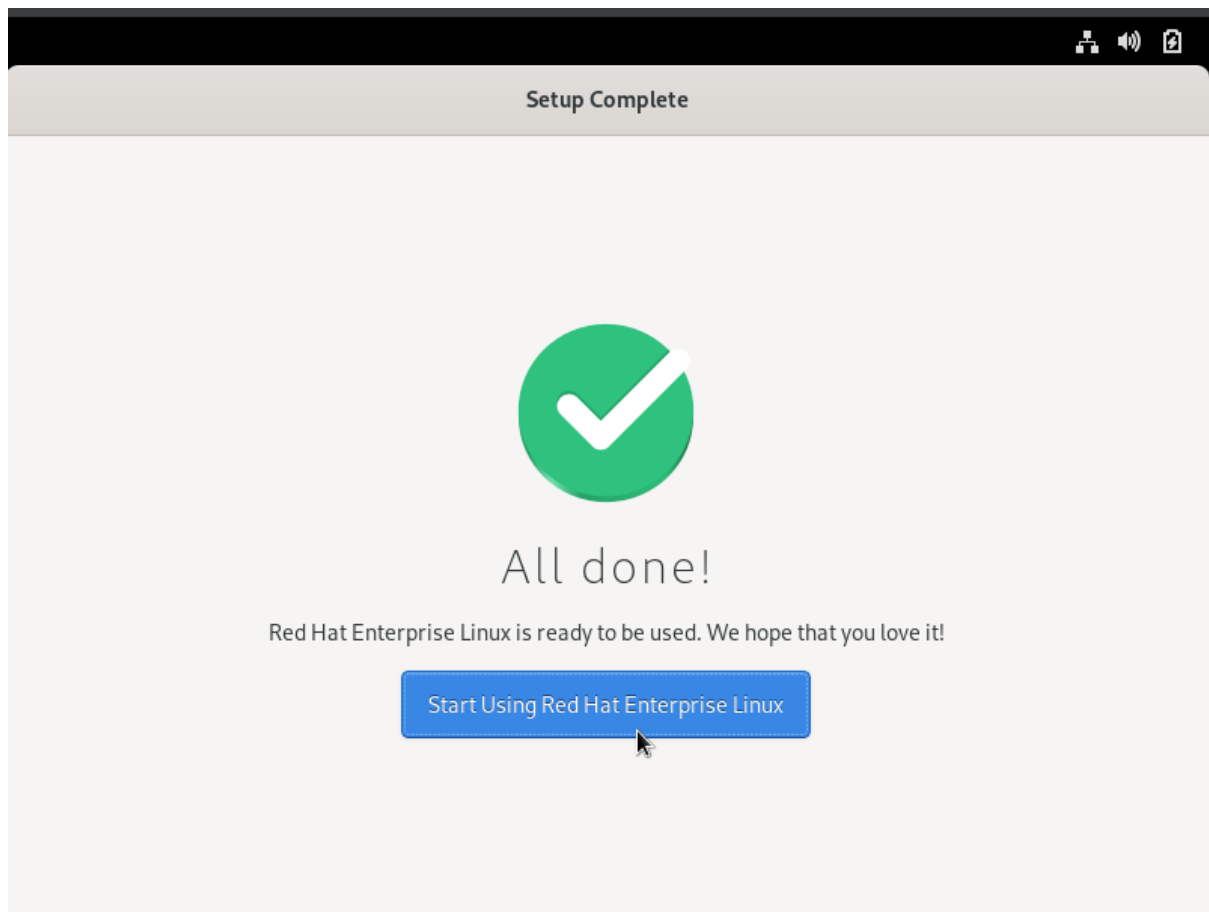 Setup Complete
All done!
Red Hat Enterprise Linux is ready to be used. We hope that you love it!
Start Using Red Hat Enterprise Linux